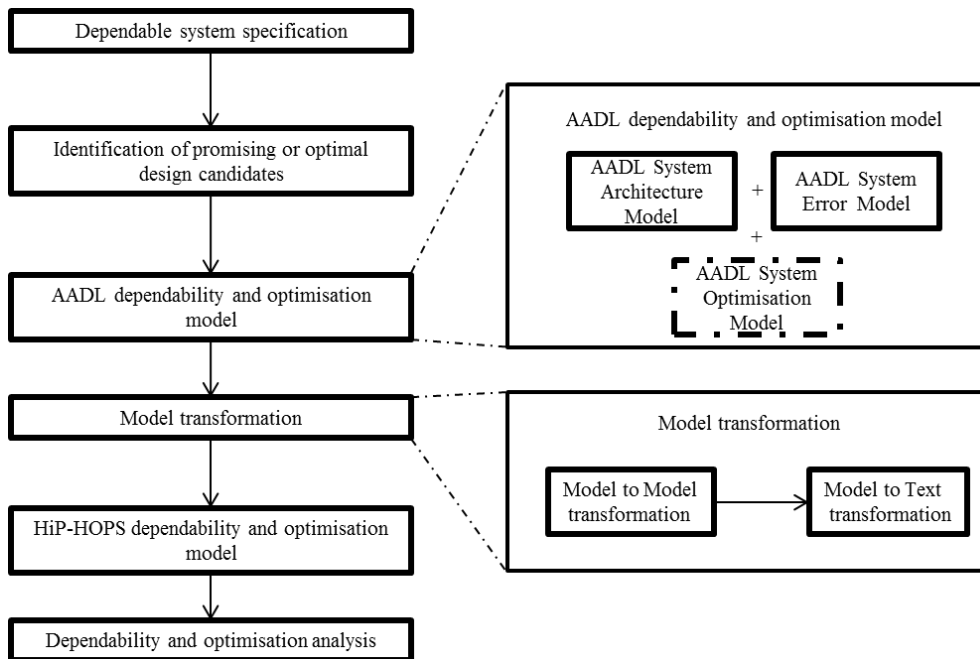 Dependable system specification
Identification of promising or optimal
design candidates
AADL dependability and optimisation
model
Model transformation
HiP-HOPS dependability and optimisation
model
Dependability and optimisation analysis
AADL dependability and optimisation model
AADL System
Architecture
Model
+
AADL System
Error Model
+
AADL System
Optimisation
Model
Model transformation
Model to Model
transformation
Model to Text
transformation